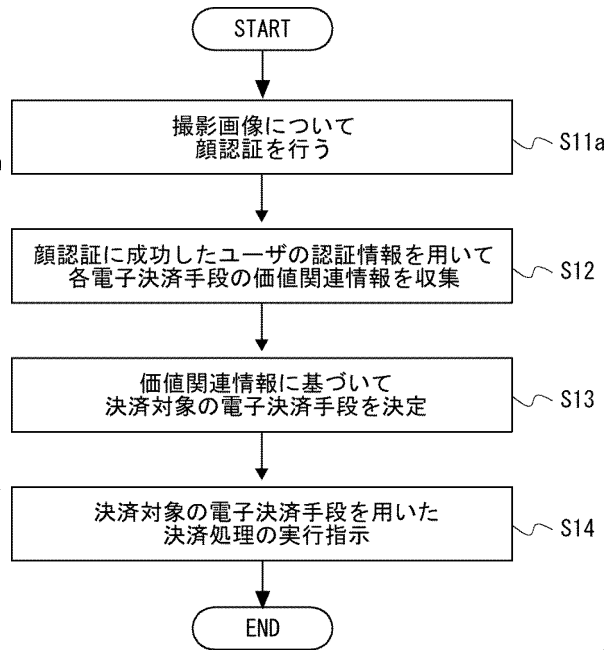 START
撮影画像について
顔認証を行う
S11a
顔認証に成功したユーザの認証情報を用いて
各電子決済手段の価値関連情報を収集
S12
価値関連情報に基づいて
決済対象の電子決済手段を決定
S13
決済対象の電子決済手段を用いた
決済処理の実行指示
S14
END